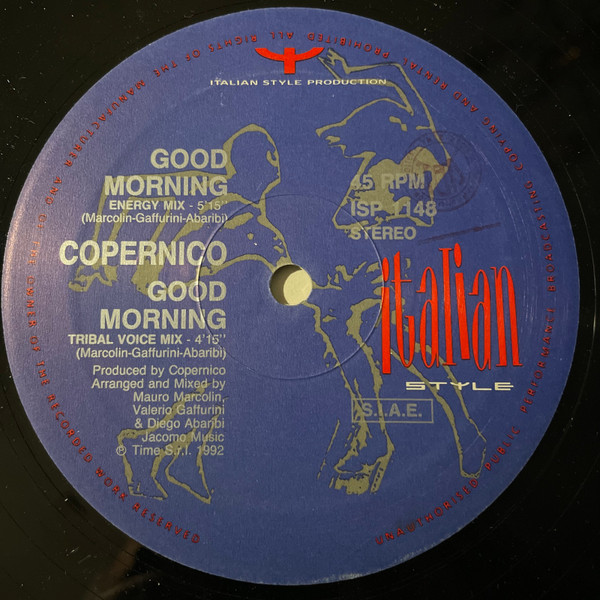 ITALIAN STYLE PRODUCTION
GOOD
MORNING
ENERGY MIX - 5'15''
(Marcolin-Gaffurini-Abaribi)
COPERNICO
GOOD
MORNING
TRIBAL VOICE MIX - 4'16''
(Marcolin-Gaffurini-Abaribi)
Produced by Copernico
Arranged and Mixed by
Mauro Marcolin,
Valerio Gaffurini
& Diego Abaribi
Jacomo Music
℗ Time S.r.l. 1992
45 RPM
ISP 1148
STEREO
italian
STYLE
S.I.A.E.
ALL RIGHTS OF THE MANUFACTURER AND OF THE OWNER OF THE RECORDED WORK RESERVED
UNAUTHORISED PUBLIC PERFORMANCE BROADCASTING COPYING AND RENTAL PROHIBITED